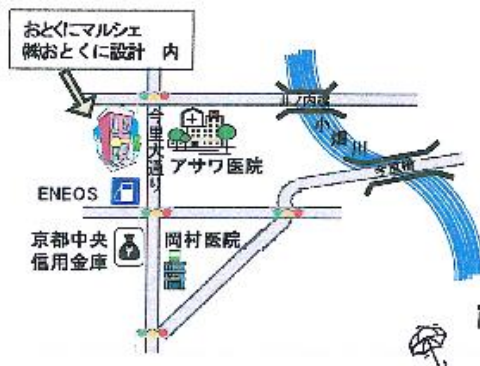 おとくにマルシェ
㈱おとくに設計 内
今里大通り
アサワ医院
小畑川
ENEOS
京都中央
信用金庫
岡村医院